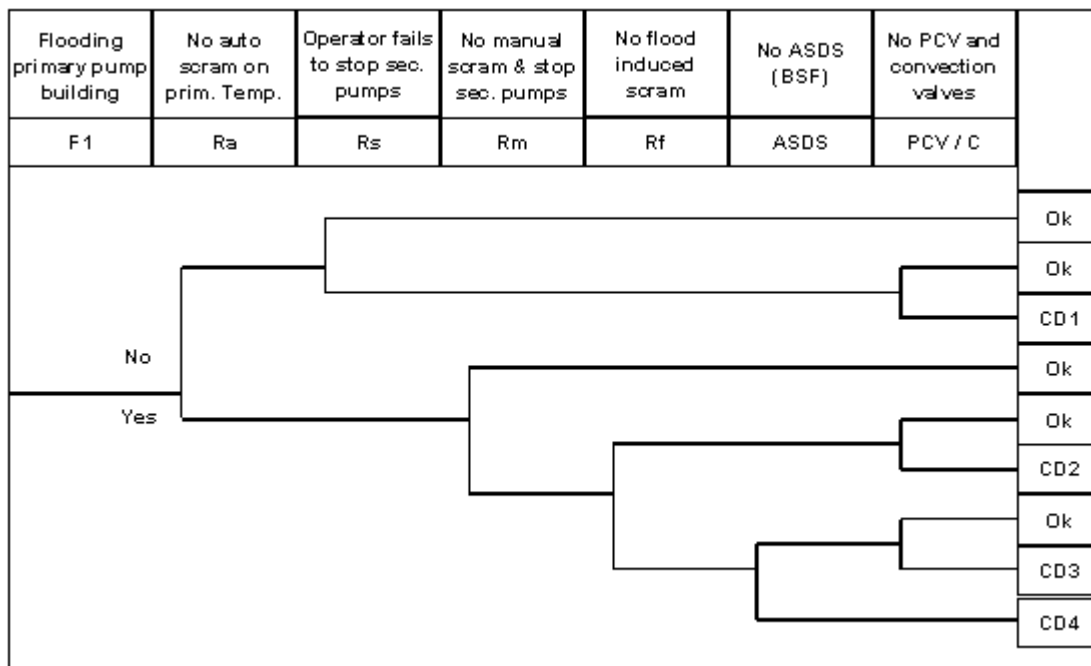 Flooding
primary pump
building
No auto
scram on
prim. Temp.
Operator fails
to stop sec.
pumps
No manual
scram & stop
sec. pumps
No flood
induced
scram
No ASDS
(BSF)
No PCV and
convection
valves
F1
Ra
Rs
Rm
Rf
ASDS
PCV / C
Ok
Ok
CD1
No
Ok
Yes
Ok
CD2
Ok
CD3
CD4